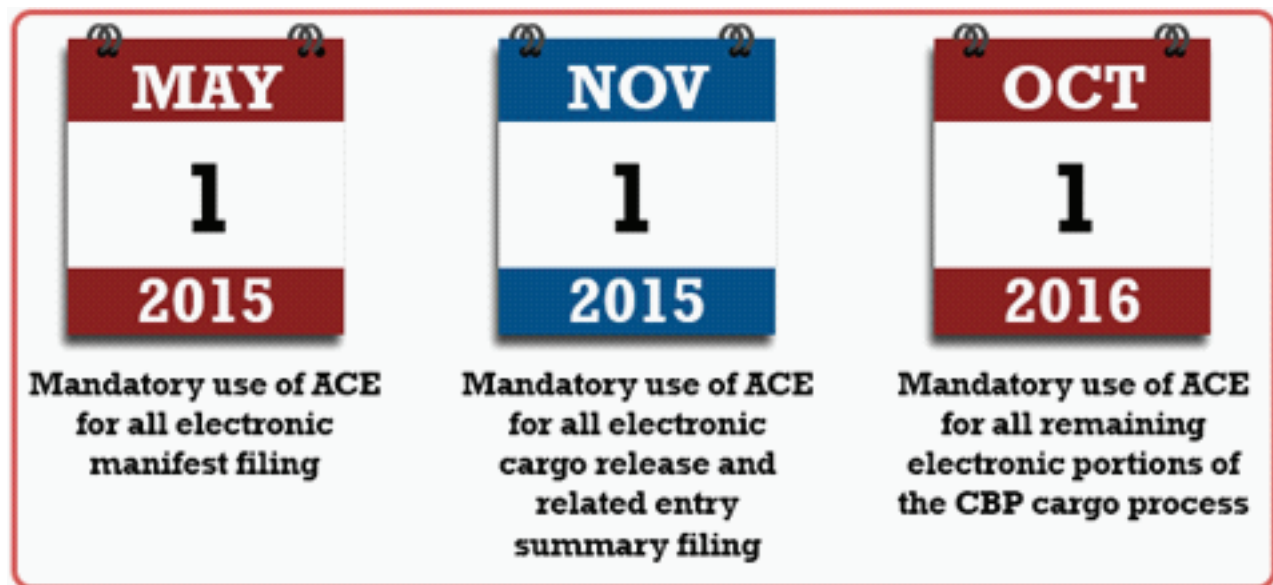 MAY
1
2015
Mandatory use of ACE
for all electronic
manifest filing
NOV
1
2015
Mandatory use of ACE
for all electronic
cargo release and
related entry
summary filing
OCT
1
2016
Mandatory use of ACE
for all remaining
electronic portions of
the CBP cargo process